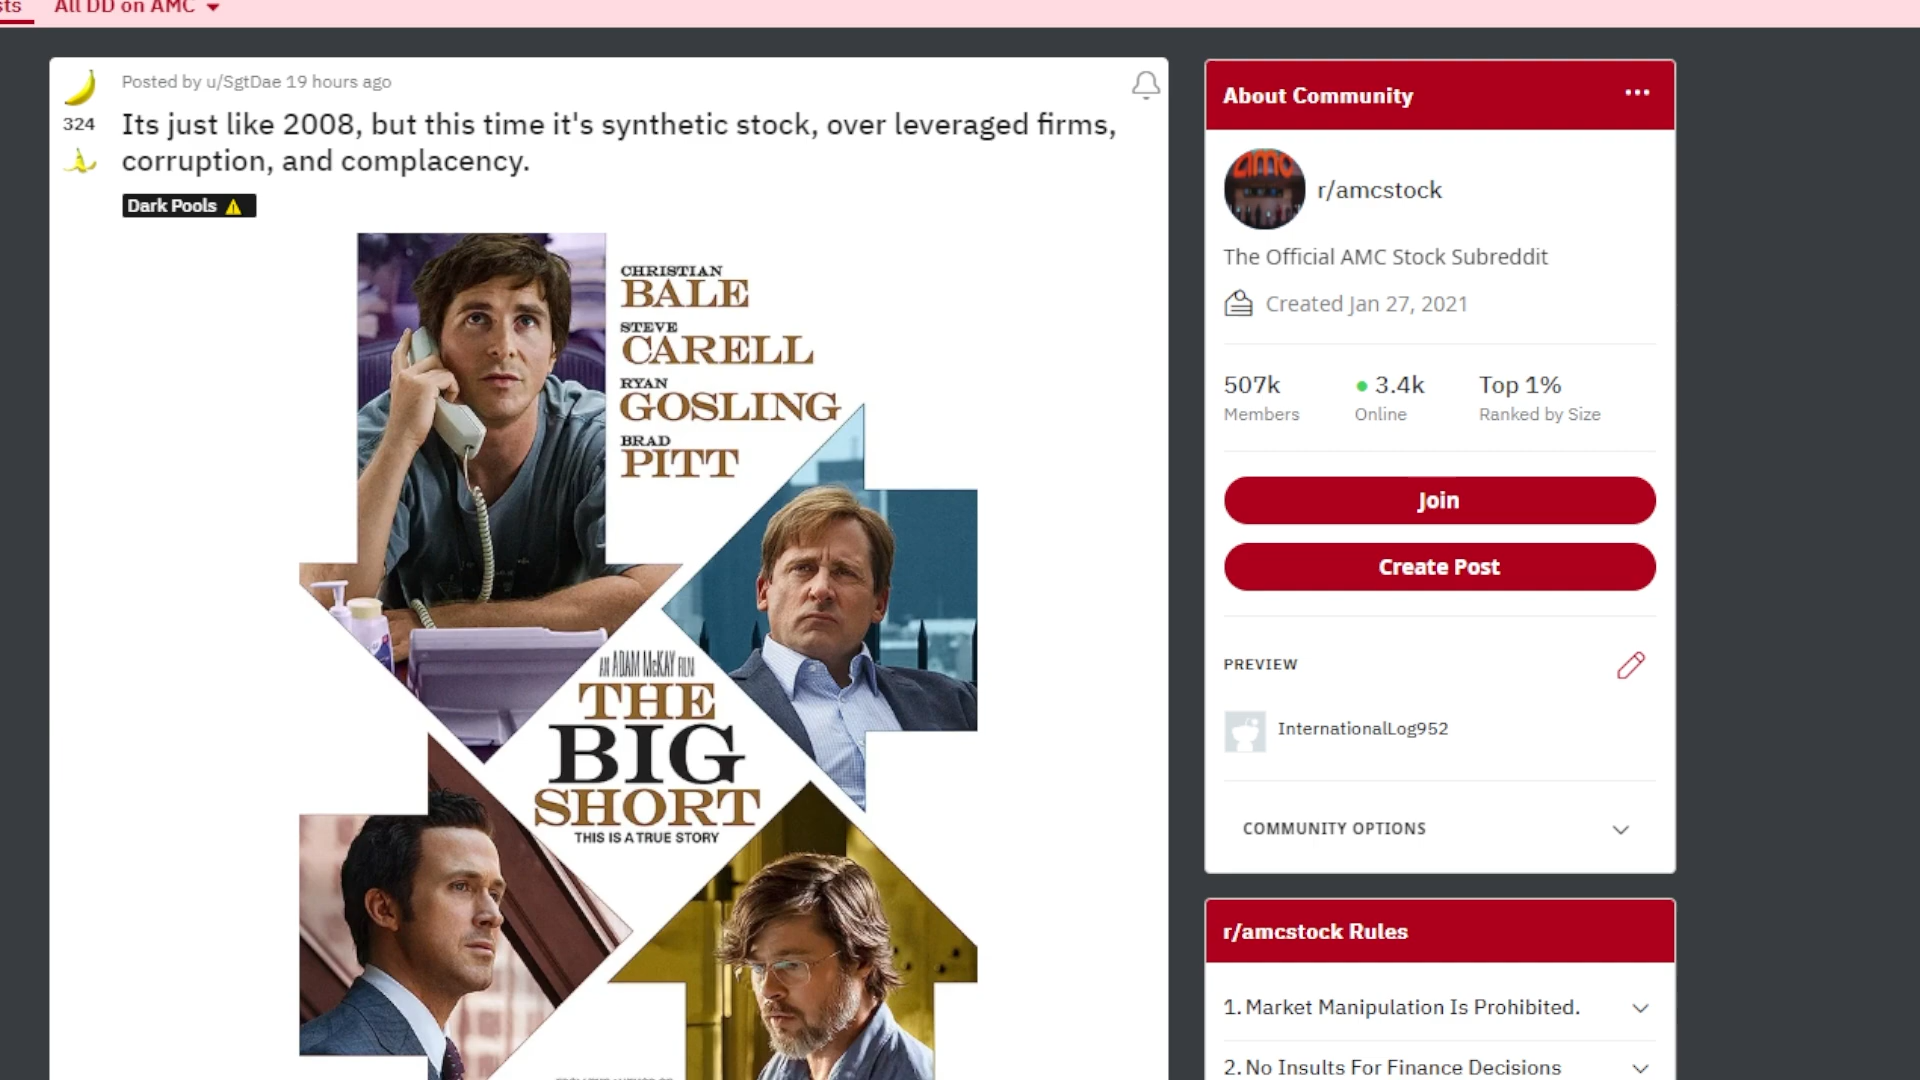 sts All DD on AMC
Posted by u/SgtDae 19 hours ago
324
Its just like 2008, but this time it's synthetic stock, over leveraged firms,
corruption, and complacency.
Dark Pools
CHRISTIAN
BALE
STEVE
CARELL
RYAN
GOSLING
BRAD
PITT
AN ADAM McKAY FILM
THE
BIG
SHORT
THIS IS A TRUE STORY
About Community
amc
r/amcstock
The Official AMC Stock Subreddit
Created Jan 27, 2021
507k 3.4k Top 1%
Members Online Ranked by Size
Join
Create Post
PREVIEW
InternationalLog952
COMMUNITY OPTIONS
r/amcstock Rules
1. Market Manipulation Is Prohibited.
2. No Insults For Finance Decisions